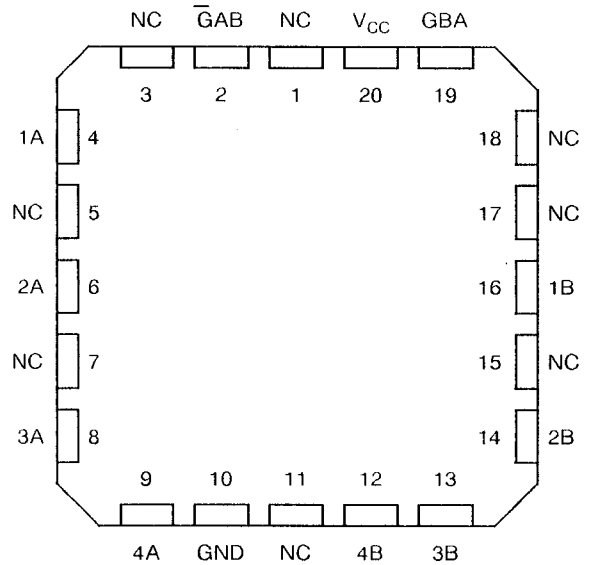 NC G̅AB NC VCC GBA
3 2 1 20 19
1A 4 18 NC
NC 5 17 NC
2A 6 16 1B
NC 7 15 NC
3A 8 14 2B
9 10 11 12 13
4A GND NC 4B 3B